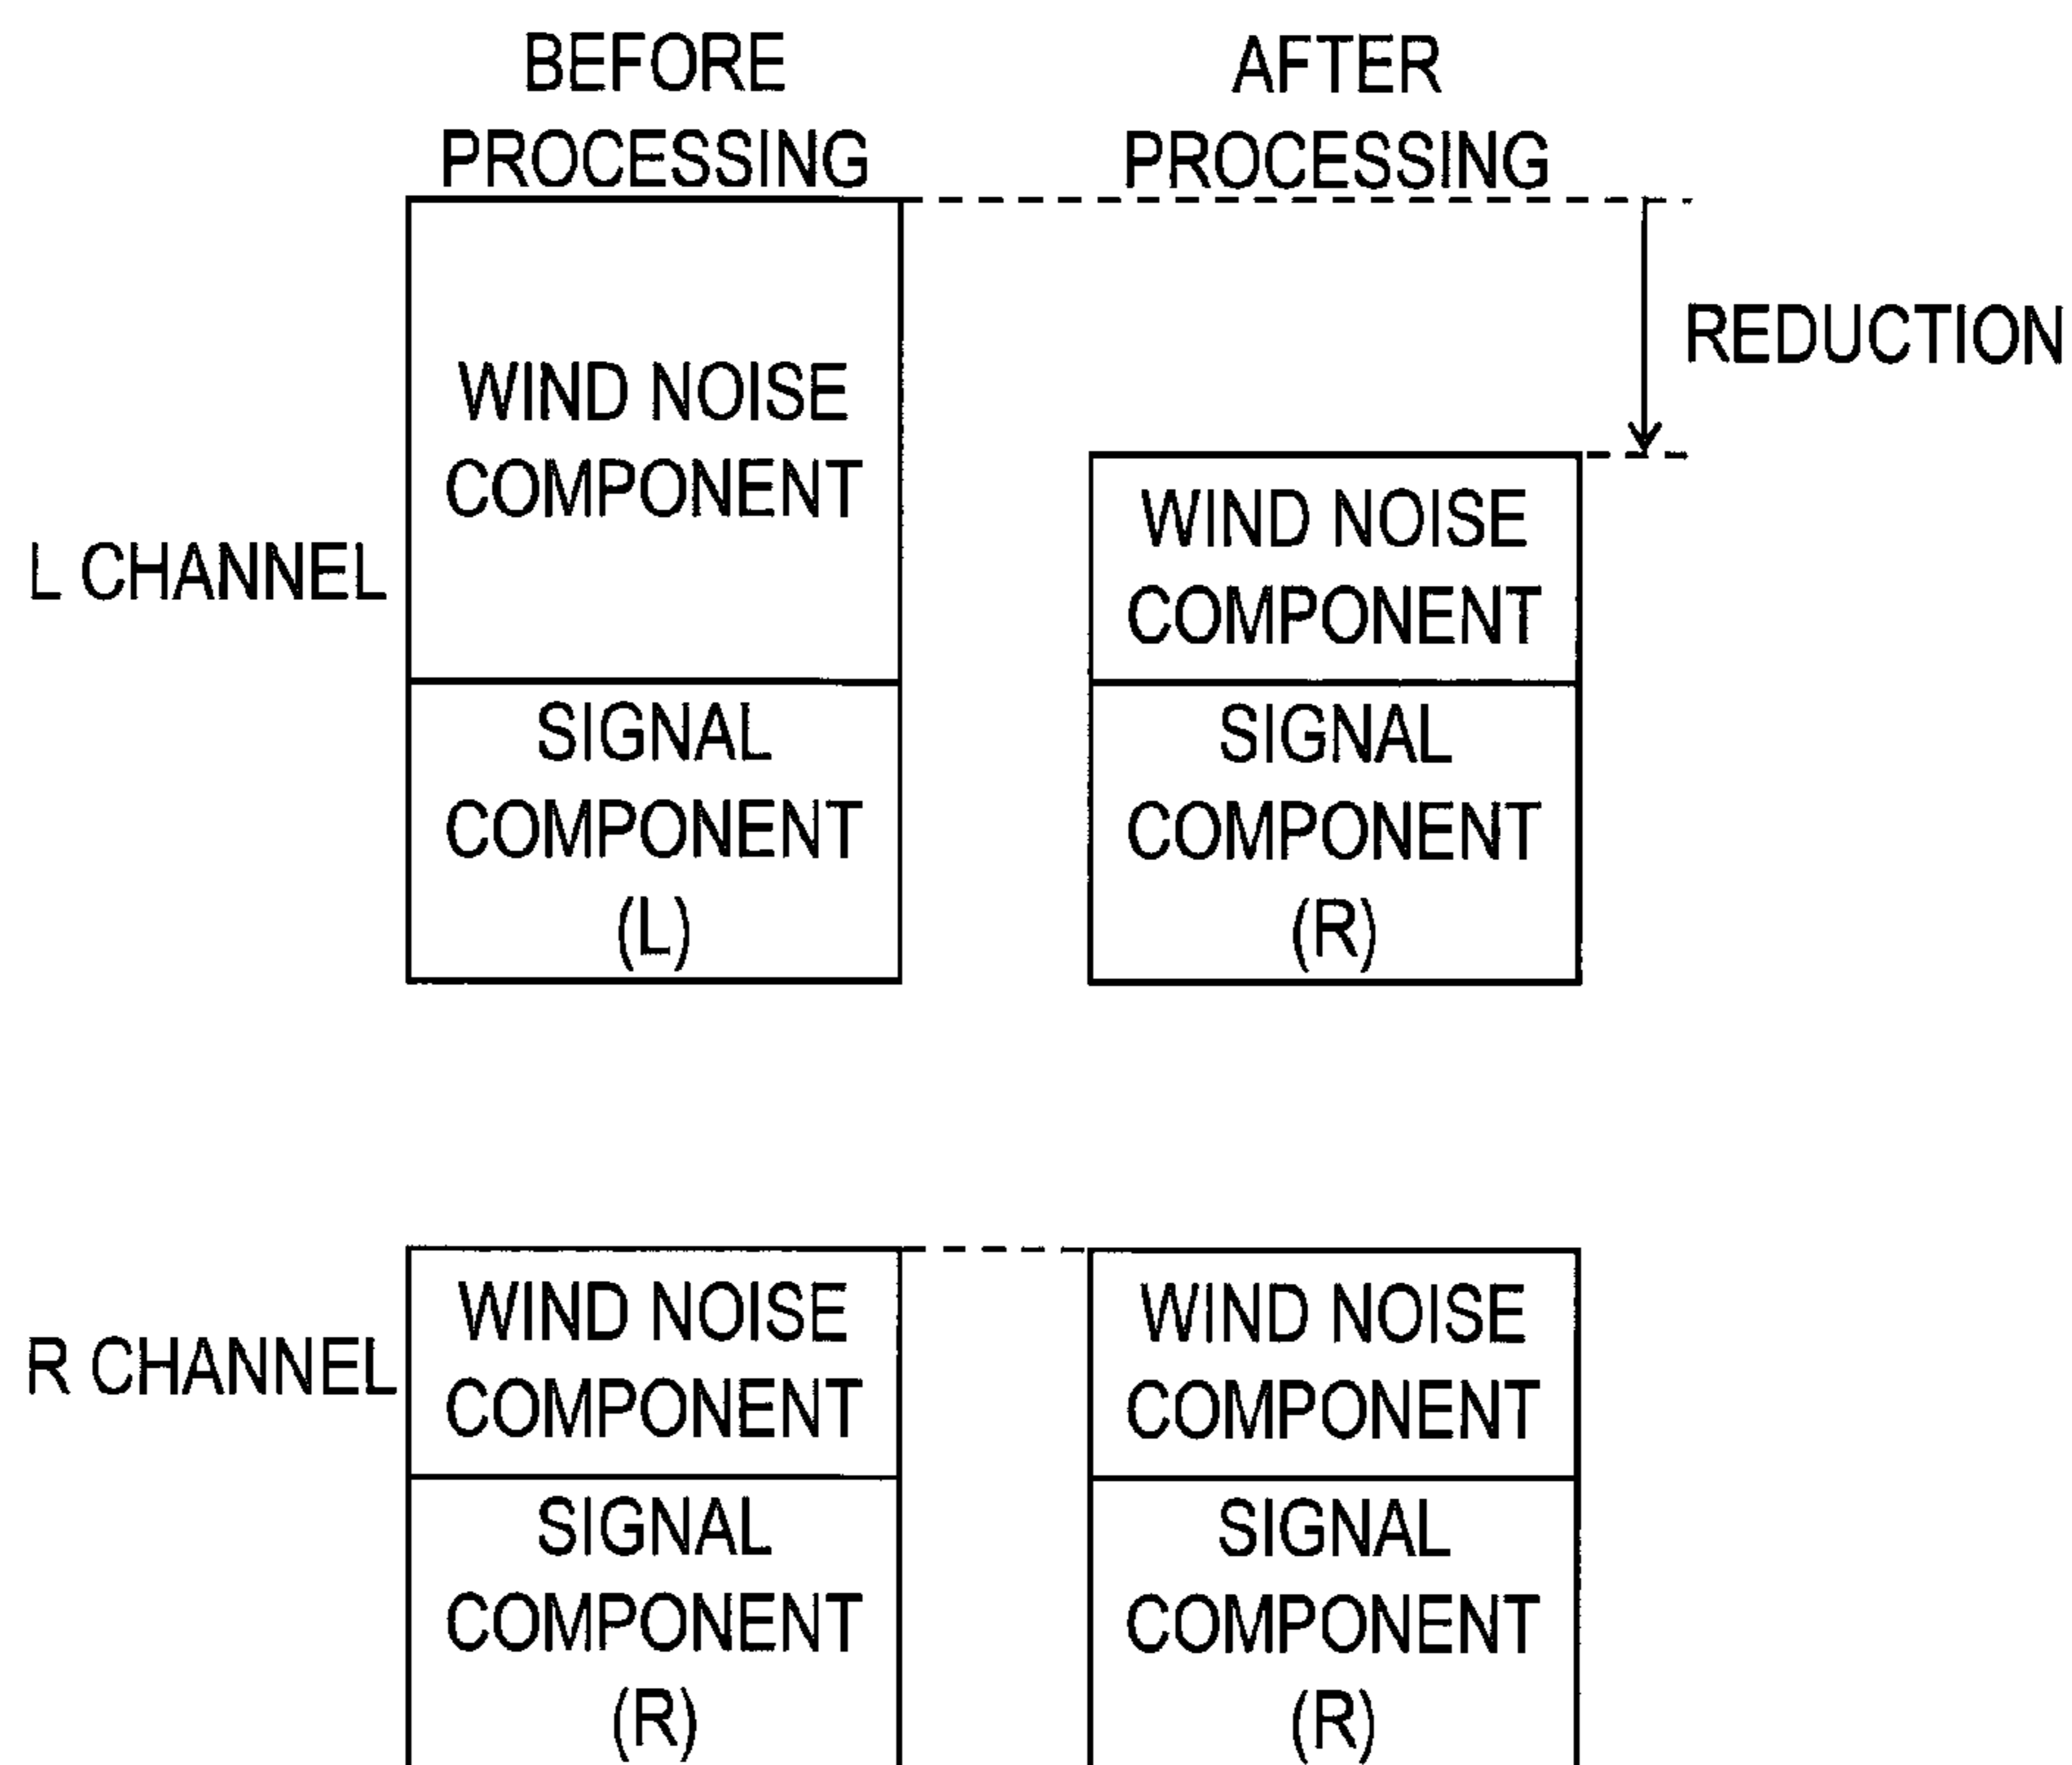 BEFORE
PROCESSING
AFTER
PROCESSING
REDUCTION
L CHANNEL
WIND NOISE
COMPONENT
SIGNAL
COMPONENT
(L)
WIND NOISE
COMPONENT
SIGNAL
COMPONENT
(R)
R CHANNEL
WIND NOISE
COMPONENT
SIGNAL
COMPONENT
(R)
WIND NOISE
COMPONENT
SIGNAL
COMPONENT
(R)